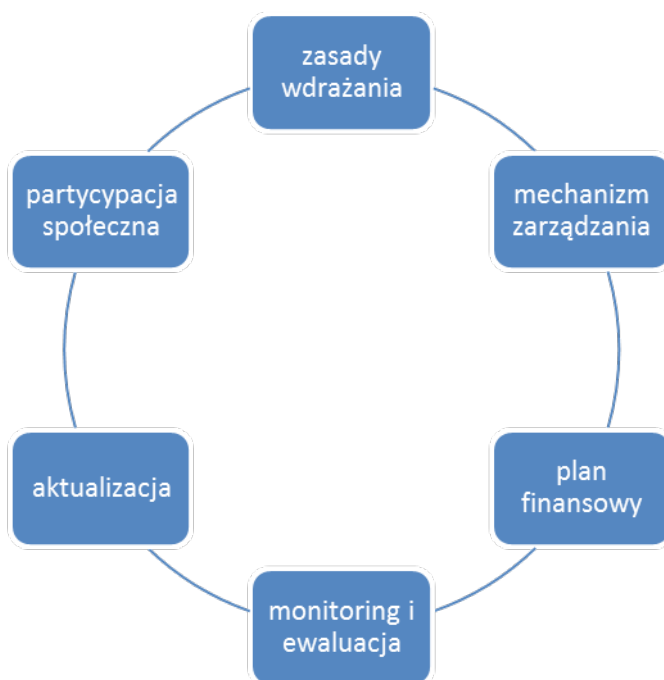 zasady
wdrażania
mechanizm
zarządzania
plan
finansowy
monitoring i
ewaluacja
aktualizacja
partycypacja
społeczna